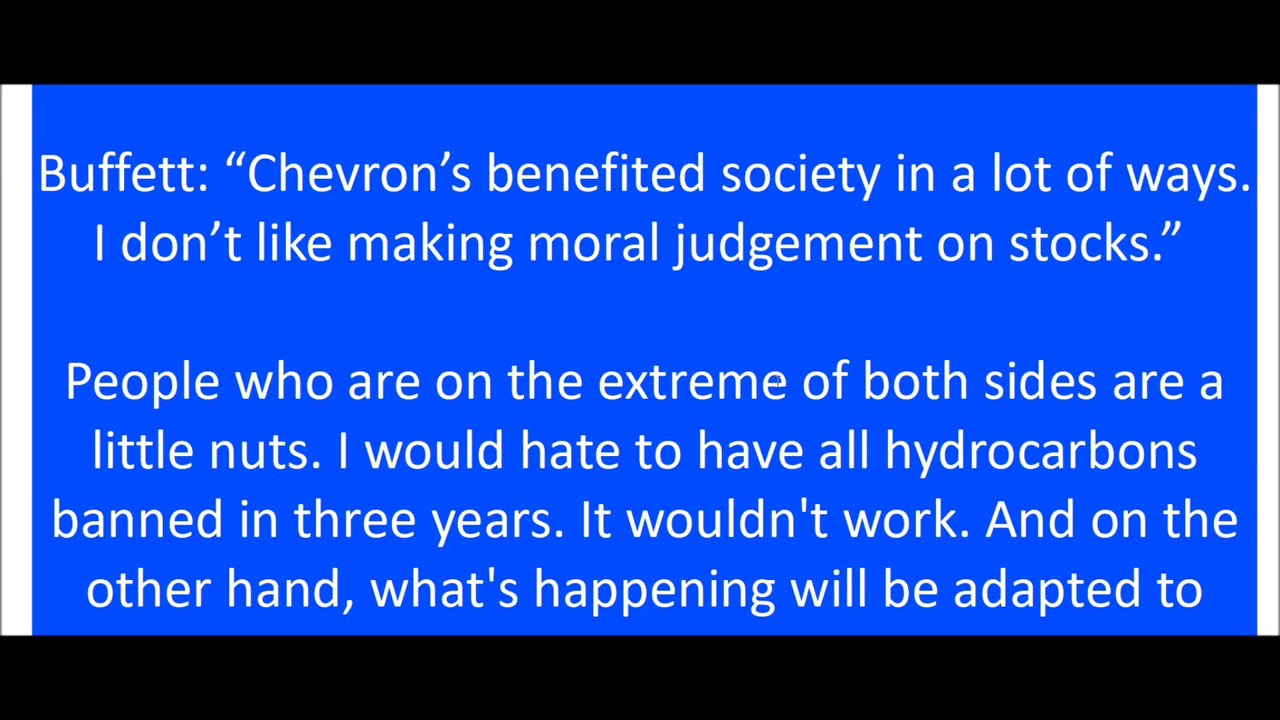 Buffett: “Chevron’s benefited society in a lot of ways.
I don’t like making moral judgement on stocks.”
People who are on the extreme of both sides are a
little nuts. I would hate to have all hydrocarbons
banned in three years. It wouldn't work. And on the
other hand, what's happening will be adapted to